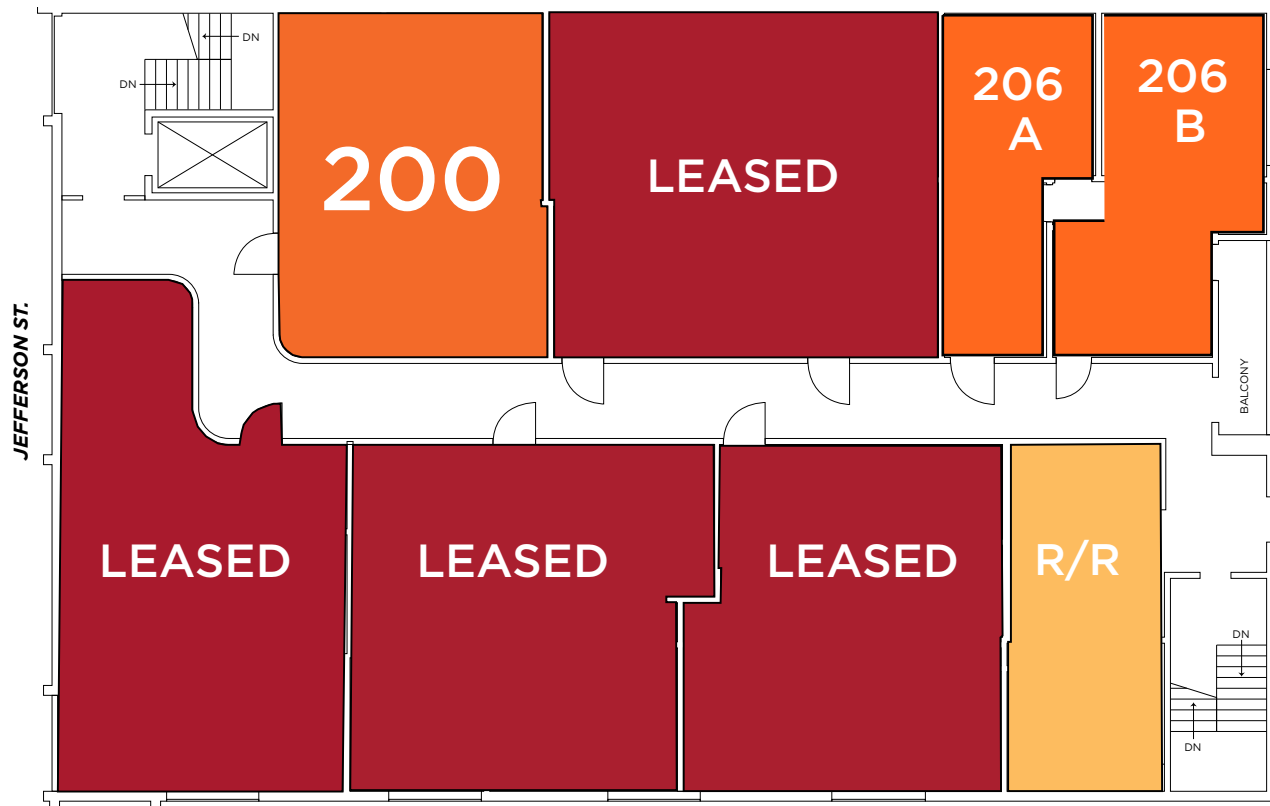 DN
DN
200
LEASED
206
A
206
B
JEFFERSON ST.
BALCONY
LEASED
LEASED
LEASED
R/R
DN
DN